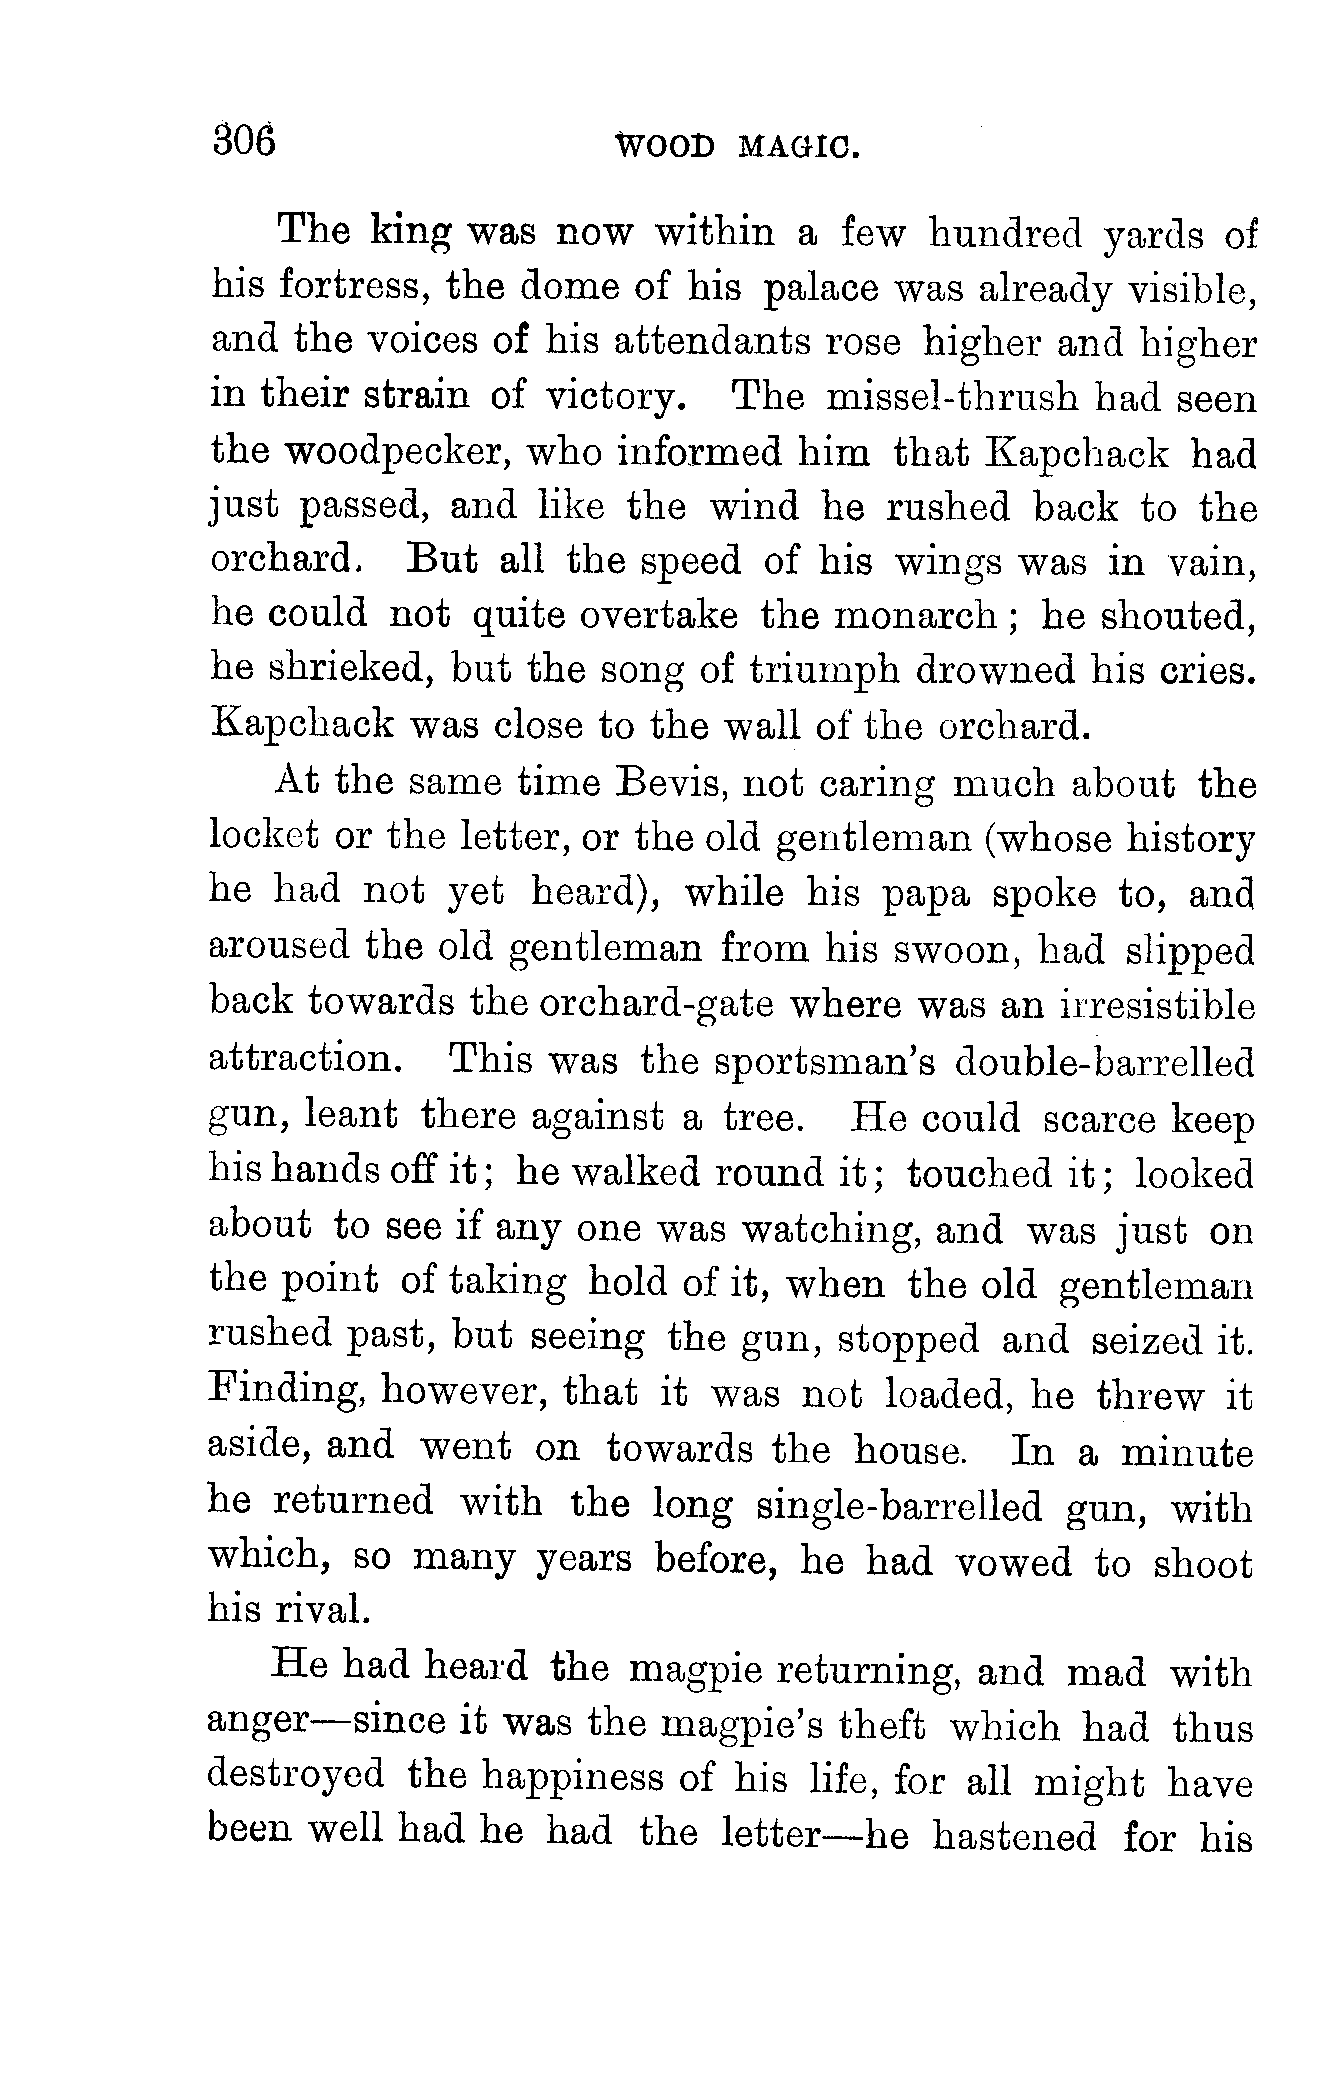 306 WOOD MAGIC.
The king was now within a few hundred yards of
his fortress, the dome of his palace was already visible,
and the voices of his attendants rose higher and higher
in their strain of victory. The missel-thrush had seen
the woodpecker, who informed him that Kapchack had
just passed, and like the wind he rushed back to the
orchard. But all the speed of his wings was in vain,
he could not quite overtake the monarch ; he shouted,
he shrieked, but the song of triumph drowned his cries.
Kapchack was close to the wall of the orchard.
At the same time Bevis, not caring much about the
locket or the letter, or the old gentleman (whose history
he had not yet heard), while his papa spoke to, and
aroused the old gentleman from his swoon, had slipped
back towards the orchard-gate where was an irresistible
attraction. This was the sportsman's double-barrelled
gun, leant there against a tree. He could scarce keep
his hands off it; he walked round it; touched it; looked
about to see if any one was watching, and was just on
the point of taking hold of it, when the old gentleman
rushed past, but seeing the gun, stopped and seized it.
Finding, however, that it was not loaded, he threw it
aside, and went on towards the house. In a minute
he returned with the long single-barrelled gun, with
which, so many years before, he had vowed to shoot
his rival.
He had heard the magpie returning, and mad with
anger—since it was the magpie's theft which had thus
destroyed the happiness of his life, for all might have
been well had he had the letter—he hastened for his